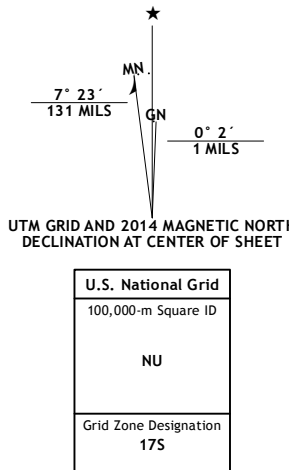 ★
MN
GN
7° 23´
131 MILS
0° 2´
1 MILS
UTM GRID AND 2014 MAGNETIC NORTH
DECLINATION AT CENTER OF SHEET
U.S. National Grid
100,000-m Square ID
NU
Grid Zone Designation
17S